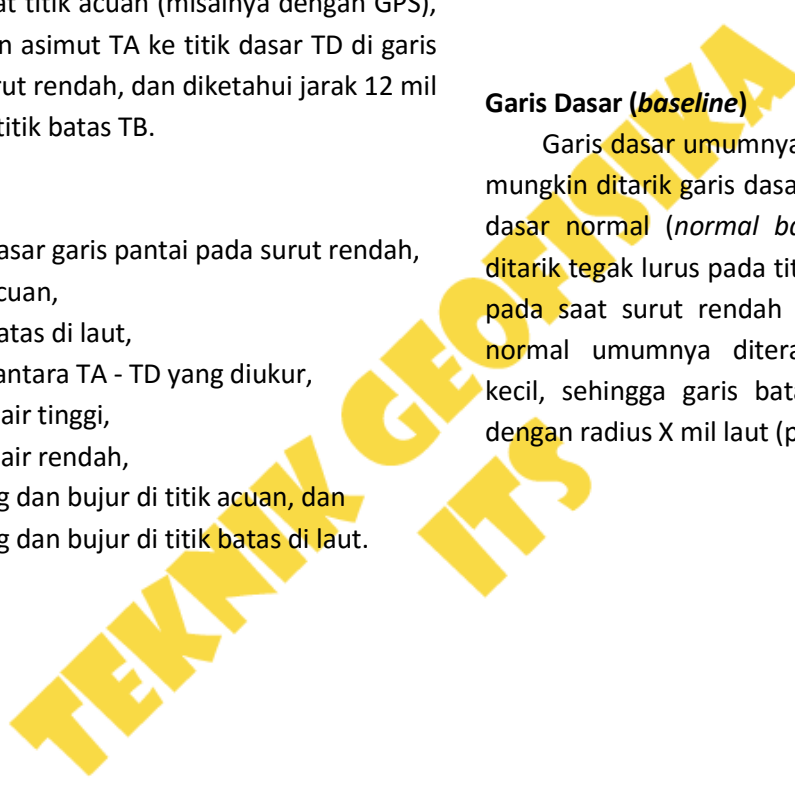 at titik acuan (misalnya dengan GPS),
n asimut TA ke titik dasar TD di garis
rut rendah, dan diketahui jarak 12 mil
titik batas TB.
asar garis pantai pada surut rendah,
cuan,
atas di laut,
antara TA - TD yang diukur,
air tinggi,
air rendah,
g dan bujur di titik acuan, dan
g dan bujur di titik batas di laut.
Garis Dasar (baseline)
Garis dasar umumnya
mungkin ditarik garis dasa
dasar normal (normal ba
ditarik tegak lurus pada tit
pada saat surut rendah
normal umumnya ditera
kecil, sehingga garis bata
dengan radius X mil laut (p
TEKNIK GEOFISIKA
ITS